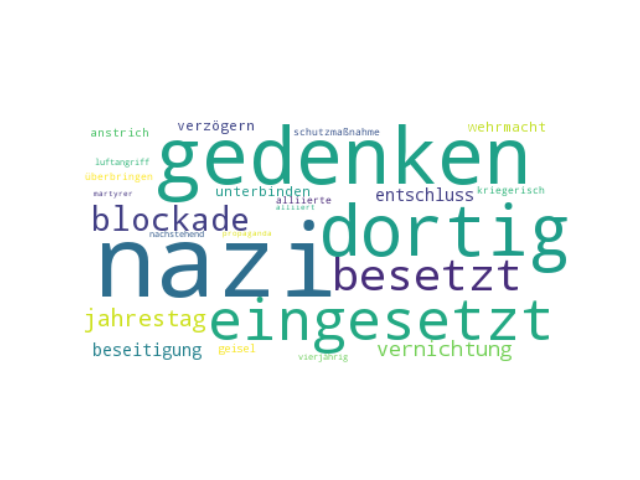 anstrich verzögern schutzmaßnahme wehrmacht
gedenken
luftangriff
überbringen
märtyrer unterbinden alliierte entschluss kriegerisch
alliiert
blockade dortig
nachstehend propaganda
nazi besetzt
jahrestag eingesetzt
beseitigung geisel vernichtung
vierjährig